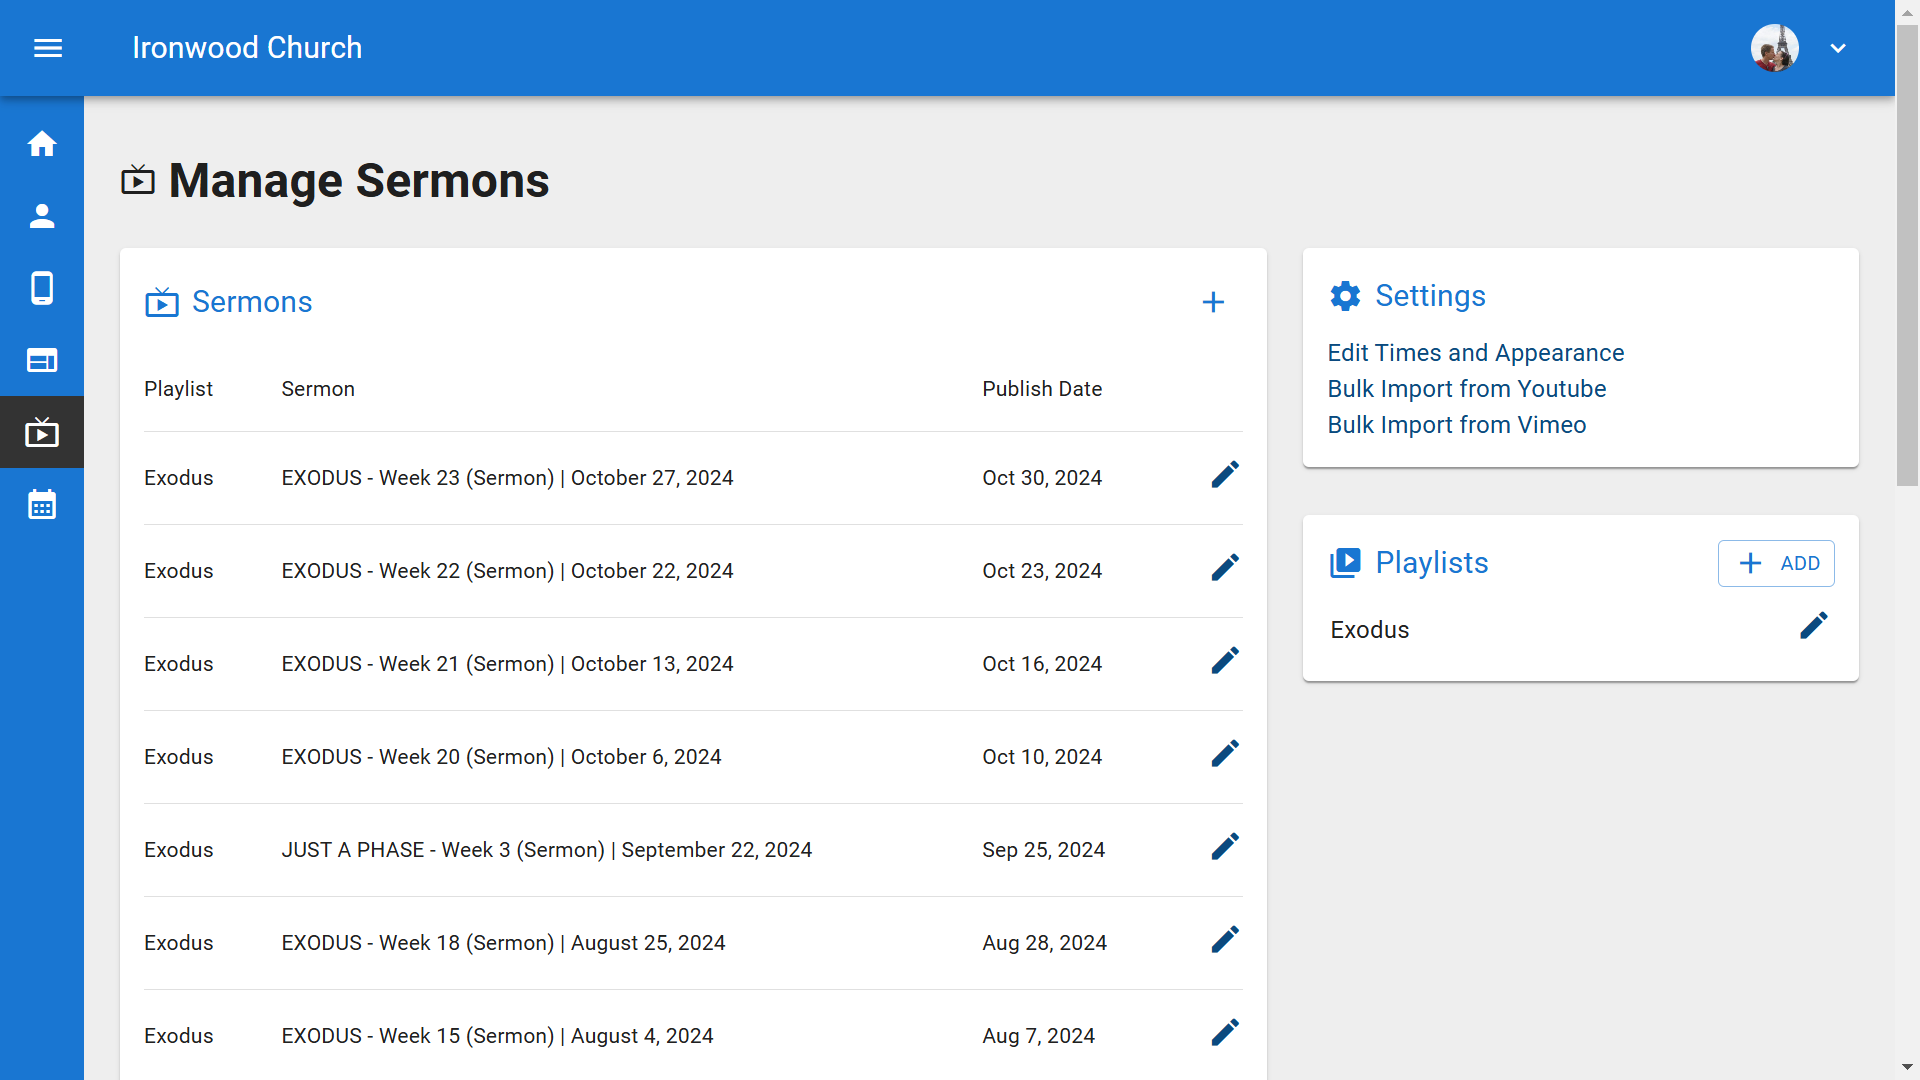 Ironwood Church
Manage Sermons
Sermons
Playlist Sermon Publish Date
Exodus EXODUS - Week 23 (Sermon) | October 27, 2024 Oct 30, 2024
Exodus EXODUS - Week 22 (Sermon) | October 22, 2024 Oct 23, 2024
Exodus EXODUS - Week 21 (Sermon) | October 13, 2024 Oct 16, 2024
Exodus EXODUS - Week 20 (Sermon) | October 6, 2024 Oct 10, 2024
Exodus JUST A PHASE - Week 3 (Sermon) | September 22, 2024 Sep 25, 2024
Exodus EXODUS - Week 18 (Sermon) | August 25, 2024 Aug 28, 2024
Exodus EXODUS - Week 15 (Sermon) | August 4, 2024 Aug 7, 2024
Settings
Edit Times and Appearance
Bulk Import from Youtube
Bulk Import from Vimeo
Playlists ADD
Exodus